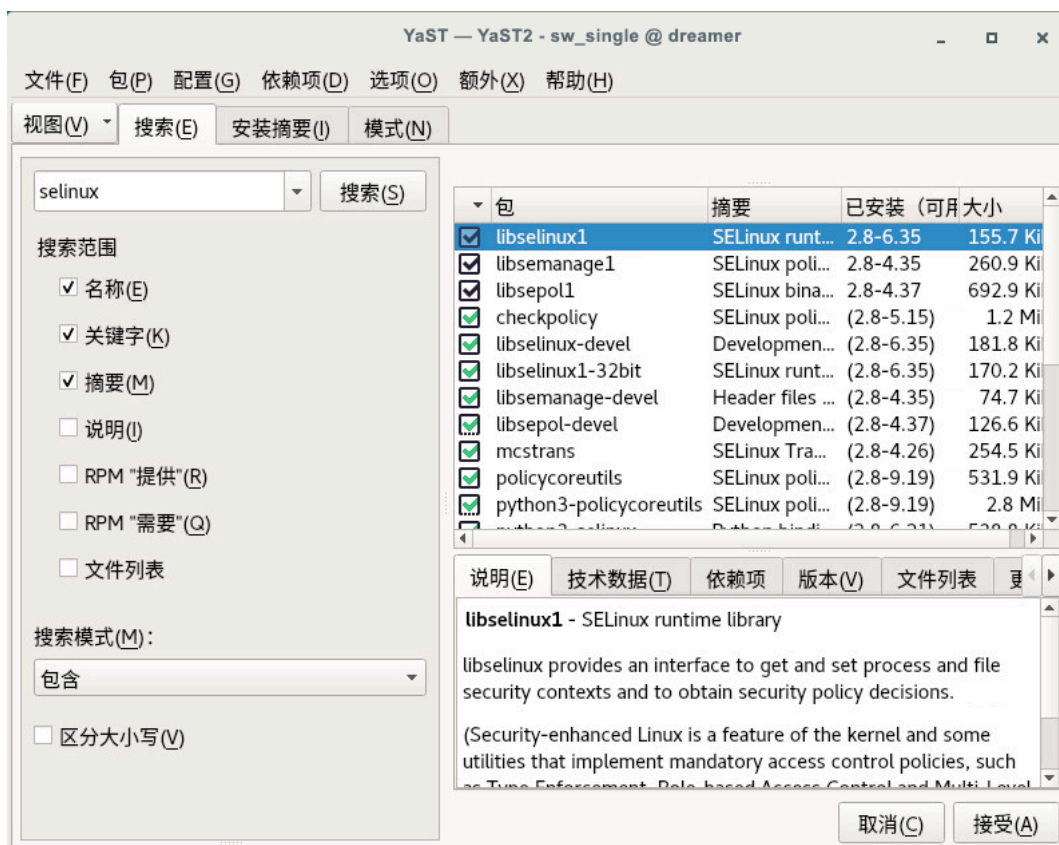 YaST — YaST2 - sw_single @ dreamer
文件(F) 包(P) 配置(G) 依赖项(D) 选项(O) 额外(X) 帮助(H)
视图(V) 搜索(E) 安装摘要(I) 模式(N)
selinux 搜索(S)
搜索范围
名称(E)
关键字(K)
摘要(M)
说明(I)
RPM "提供"(R)
RPM "需要"(Q)
文件列表
搜索模式(M)：
包含
区分大小写(V)
包 摘要 已安装（可用 大小
libselinux1 SELinux runt... 2.8-6.35 155.7 Ki
libsemanage1 SELinux poli... 2.8-4.35 260.9 Ki
libsepol1 SELinux bina... 2.8-4.37 692.9 Ki
checkpolicy SELinux poli... (2.8-5.15) 1.2 Mi
libselinux-devel Developmen... (2.8-6.35) 181.8 Ki
libselinux1-32bit SELinux runt... (2.8-6.35) 170.2 Ki
libsemanage-devel Header files ... (2.8-4.35) 74.7 Ki
libsepol-devel Developmen... (2.8-4.37) 126.6 Ki
mcstrans SELinux Tra... (2.8-4.26) 254.5 Ki
policycoreutils SELinux poli... (2.8-9.19) 531.9 Ki
python3-policycoreutils SELinux poli... (2.8-9.19) 2.8 Mi
说明(E) 技术数据(T) 依赖项 版本(V) 文件列表
libselinux1 - SELinux runtime library
libselinux provides an interface to get and set process and file
security contexts and to obtain security policy decisions.
(Security-enhanced Linux is a feature of the kernel and some
utilities that implement mandatory access control policies, such
as Type Enforcement, Role-based Access Control and Multi-Level
取消(C) 接受(A)